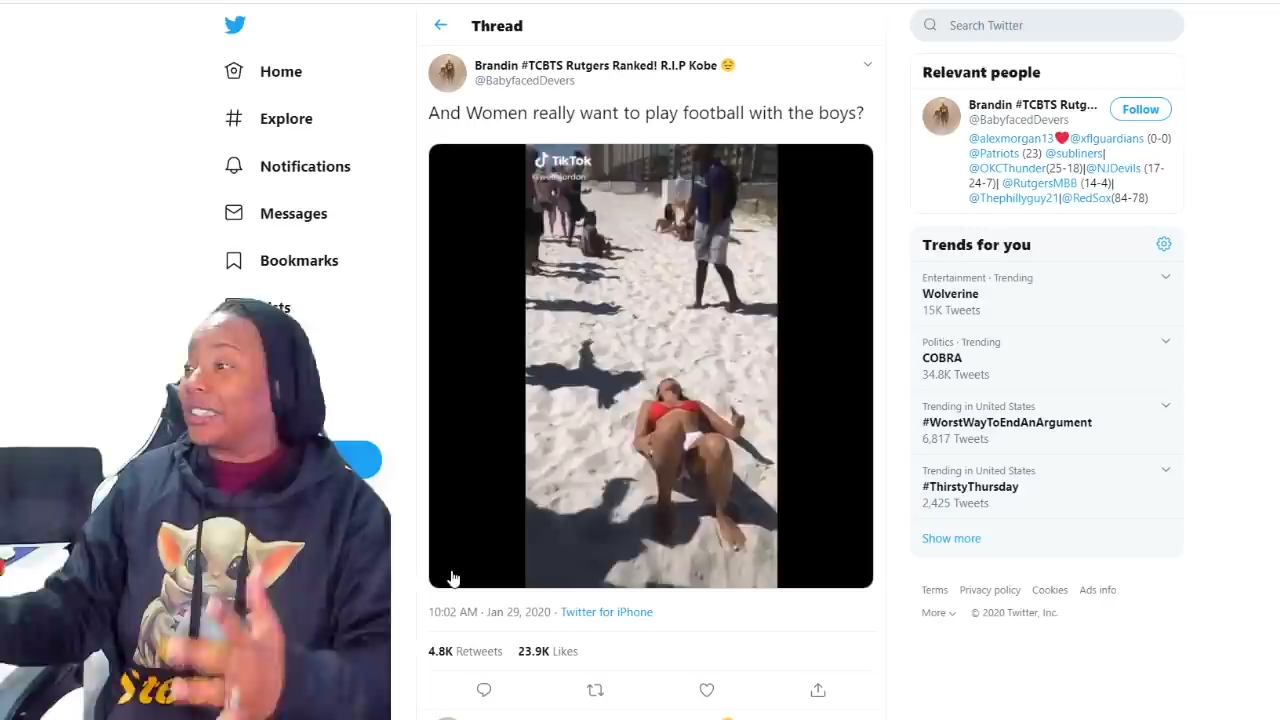 Home
Explore
Notifications
Messages
Bookmarks
Thread
Brandin #TCBTS Rutgers Ranked! R.I.P Kobe 😔
@BabyfacedDevers
And Women really want to play football with the boys?
TikTok
10:02 AM · Jan 29, 2020 · Twitter for iPhone
4.8K Retweets 23.9K Likes
Search Twitter
Relevant people
Brandin #TCBTS Rutg...
@BabyfacedDevers
Follow
@alexmorgan13❤️@xflguardians (0-0)
@Patriots (23) @subliners|
@OKCThunder(25-18)|@NJDevils (17-
24-7)| @RutgersMBB (14-4)|
@Thephillyguy21|@RedSox(84-78)
Trends for you
Entertainment · Trending
Wolverine
15K Tweets
Politics · Trending
COBRA
34.8K Tweets
Trending in United States
#WorstWayToEndAnArgument
6,817 Tweets
Trending in United States
#ThirstyThursday
2,425 Tweets
Show more
Terms Privacy policy Cookies Ads info
More © 2020 Twitter, Inc.